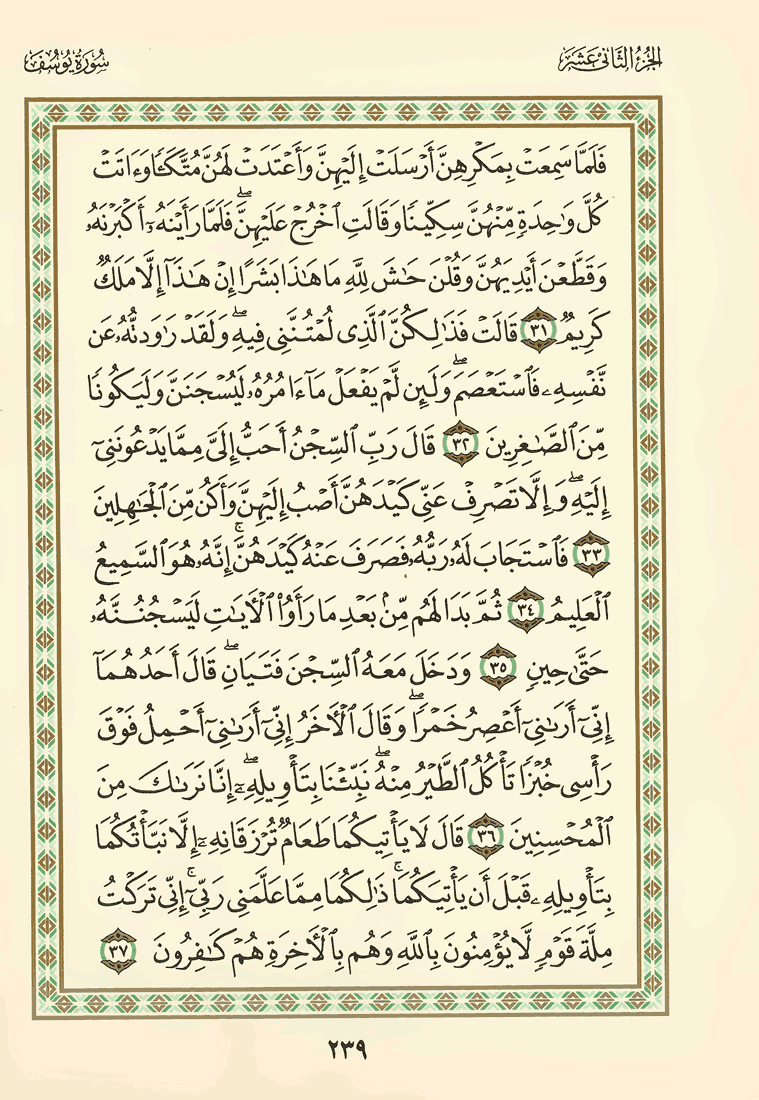 الجزء الثاني عشر
سورة يوسف
فَلَمَّا سَمِعَتْ بِمَكْرِهِنَّ أَرْسَلَتْ إِلَيْهِنَّ وَأَعْتَدَتْ لَهُنَّ مُتَّكَـًٔا وَءَاتَتْ
كُلَّ وَٰحِدَةٍ مِّنْهُنَّ سِكِّينًا وَقَالَتِ ٱخْرُجْ عَلَيْهِنَّ ۖ فَلَمَّا رَأَيْنَهُۥٓ أَكْبَرْنَهُۥ
وَقَطَّعْنَ أَيْدِيَهُنَّ وَقُلْنَ حَٰشَ لِلَّهِ مَا هَٰذَا بَشَرًا إِنْ هَٰذَآ إِلَّا مَلَكٌ
كَرِيمٌ ٣١ قَالَتْ فَذَٰلِكُنَّ ٱلَّذِى لُمْتُنَّنِى فِيهِ ۖ وَلَقَدْ رَٰوَدتُّهُۥ عَن
نَّفْسِهِۦ فَٱسْتَعْصَمَ ۖ وَلَئِن لَّمْ يَفْعَلْ مَآ ءَامُرُهُۥ لَيُسْجَنَنَّ وَلَيَكُونًا
مِّنَ ٱلصَّٰغِرِينَ ٣٢ قَالَ رَبِّ ٱلسِّجْنُ أَحَبُّ إِلَىَّ مِمَّا يَدْعُونَنِىٓ
إِلَيْهِ ۖ وَإِلَّا تَصْرِفْ عَنِّى كَيْدَهُنَّ أَصْبُ إِلَيْهِنَّ وَأَكُن مِّنَ ٱلْجَٰهِلِينَ
٣٣ فَٱسْتَجَابَ لَهُۥ رَبُّهُۥ فَصَرَفَ عَنْهُ كَيْدَهُنَّ ۚ إِنَّهُۥ هُوَ ٱلسَّمِيعُ
ٱلْعَلِيمُ ٣٤ ثُمَّ بَدَا لَهُم مِّنۢ بَعْدِ مَا رَأَوُا۟ ٱلْءَايَٰتِ لَيَسْجُنُنَّهُۥ
حَتَّىٰ حِينٍ ٣٥ وَدَخَلَ مَعَهُ ٱلسِّجْنَ فَتَيَانِ ۖ قَالَ أَحَدُهُمَآ
إِنِّىٓ أَرَىٰنِىٓ أَعْصِرُ خَمْرًا ۖ وَقَالَ ٱلْءَاخَرُ إِنِّىٓ أَرَىٰنِىٓ أَحْمِلُ فَوْقَ
رَأْسِى خُبْزًا تَأْكُلُ ٱلطَّيْرُ مِنْهُ ۖ نَبِّئْنَا بِتَأْوِيلِهِۦٓ ۖ إِنَّا نَرَىٰكَ مِنَ
ٱلْمُحْسِنِينَ ٣٦ قَالَ لَا يَأْتِيكُمَا طَعَامٌ تُرْزَقَانِهِۦٓ إِلَّا نَبَّأْتُكُمَا
بِتَأْوِيلِهِۦ قَبْلَ أَن يَأْتِيَكُمَا ۚ ذَٰلِكُمَا مِمَّا عَلَّمَنِى رَبِّىٓ ۚ إِنِّى تَرَكْتُ
مِلَّةَ قَوْمٍ لَّا يُؤْمِنُونَ بِٱللَّهِ وَهُم بِٱلْءَاخِرَةِ هُمْ كَٰفِرُونَ ٣٧
٢٣٩